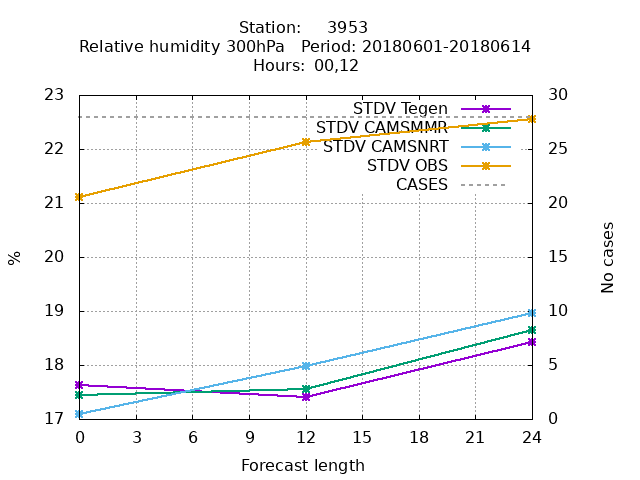 Station: 3953
Relative humidity 300hPa Period: 20180601-20180614
Hours: 00,12
23
22
21
20
19
18
17
%
30
25
20
15
10
5
0
No cases
STDV Tegen
STDV CAMSMMR
STDV CAMSNRT
STDV OBS
CASES
0 3 6 9 12 15 18 21 24
Forecast length